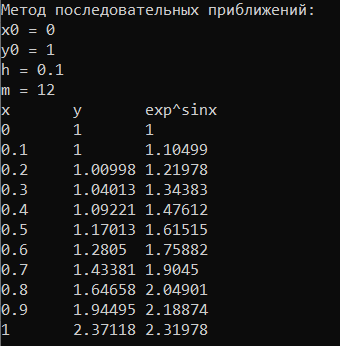 Метод последовательных приближений:
x0 = 0
y0 = 1
h = 0.1
m = 12
x y exp^sinx
0 1 1
0.1 1 1.10499
0.2 1.00998 1.21978
0.3 1.04013 1.34383
0.4 1.09221 1.47612
0.5 1.17013 1.61515
0.6 1.2805 1.75882
0.7 1.43381 1.9045
0.8 1.64658 2.04901
0.9 1.94495 2.18874
1 2.37118 2.31978